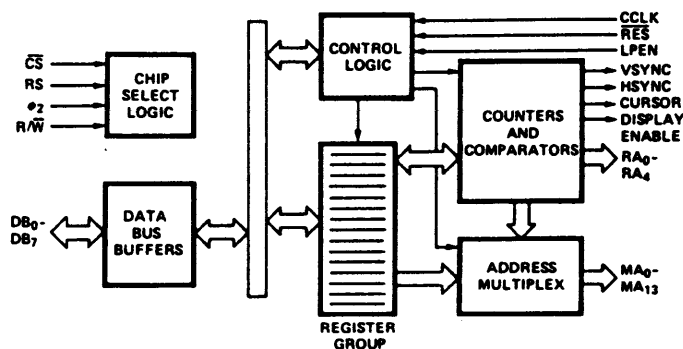 CS
RS
ø2
R/W
CHIP
SELECT
LOGIC
DB0-
DB7
DATA
BUS
BUFFERS
CONTROL
LOGIC
REGISTER
GROUP
COUNTERS
AND
COMPARATORS
ADDRESS
MULTIPLEX
CCLK
RES
LPEN
VSYNC
HSYNC
CURSOR
DISPLAY
ENABLE
RA0-
RA4
MA0-
MA13